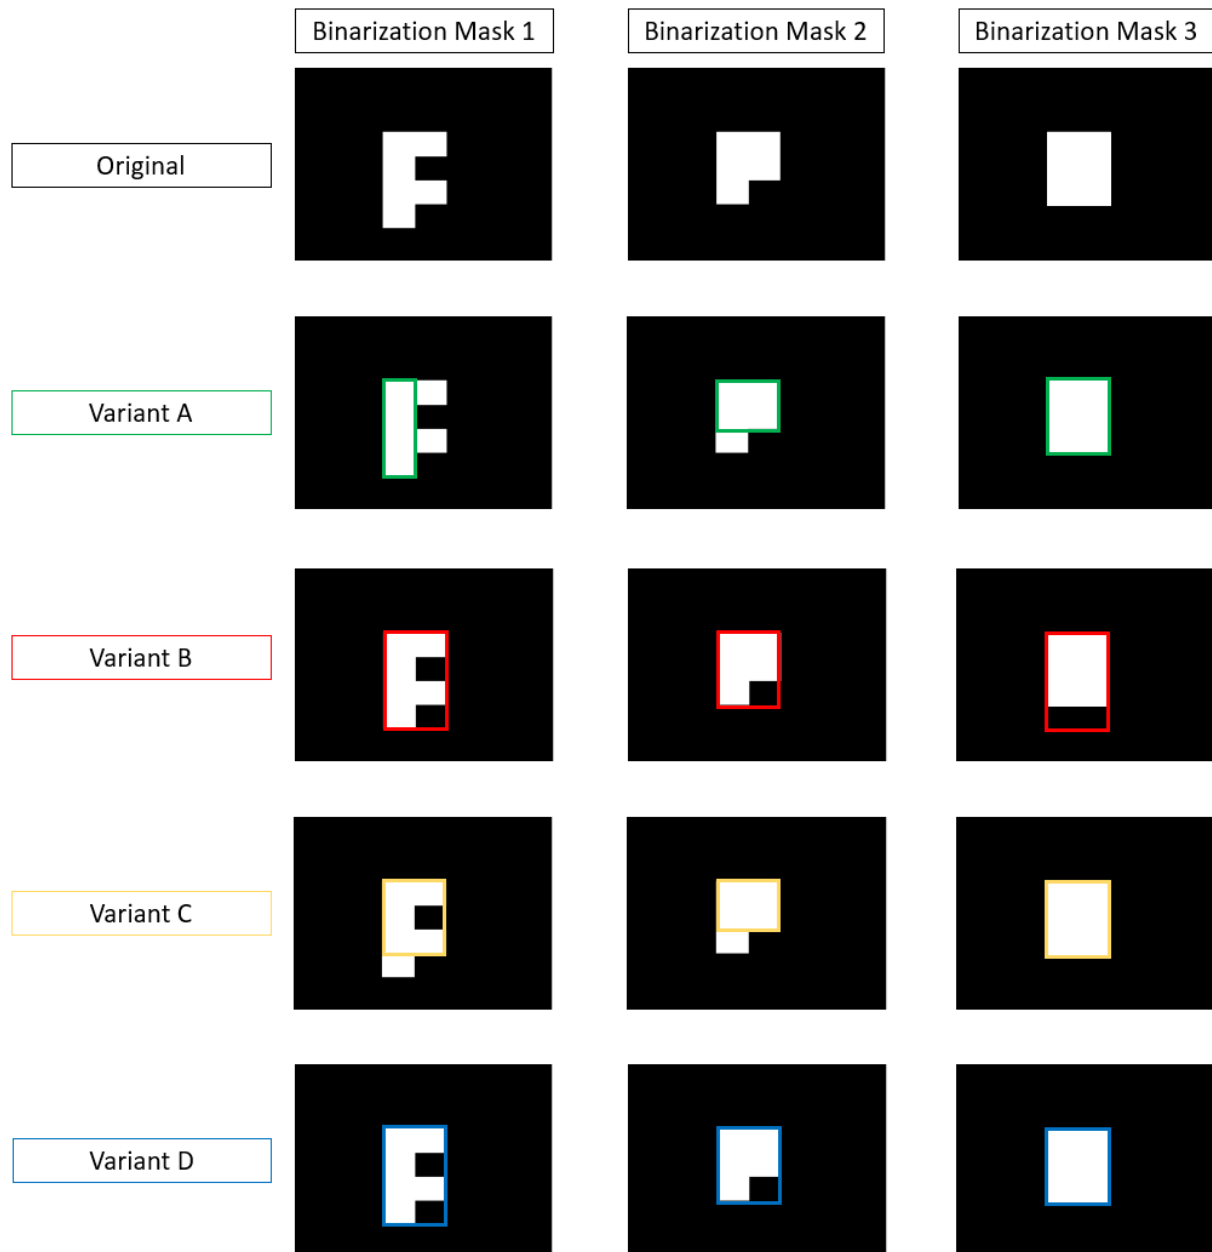 Binarization Mask 1
Binarization Mask 2
Binarization Mask 3
Original
Variant A
Variant B
Variant C
Variant D